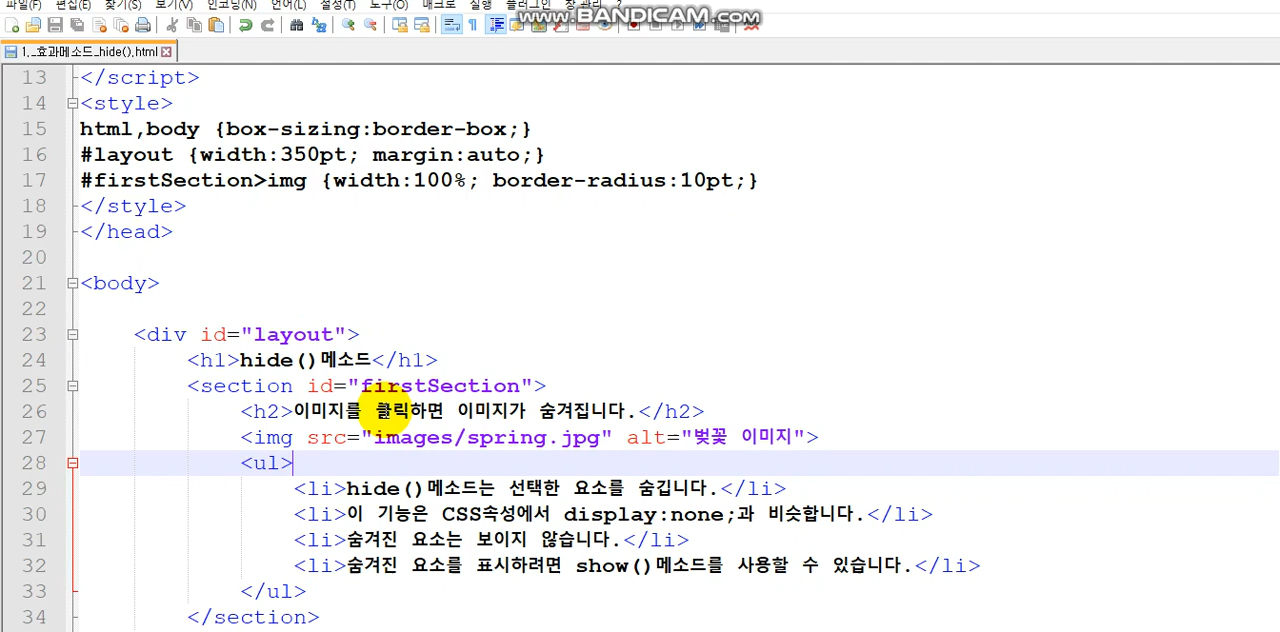 파일(F) 편집(E) 찾기(S) 보기(V) 인코딩(N) 언어(L) 설정(T) 도구(O) 매크로 실행 플러그인 창 관리 ?
www.BANDICAM.com
1._효과메소드_hide().html
13 </script>
14 <style>
15 html,body {box-sizing:border-box;}
16 #layout {width:350pt; margin:auto;}
17 #firstSection>img {width:100%; border-radius:10pt;}
18 </style>
19 </head>
20
21 <body>
22
23 <div id="layout">
24 <h1>hide()메소드</h1>
25 <section id="firstSection">
26 <h2>이미지를 클릭하면 이미지가 숨겨집니다.</h2>
27 <img src="images/spring.jpg" alt="벚꽃 이미지">
28 <ul>
29 <li>hide()메소드는 선택한 요소를 숨깁니다.</li>
30 <li>이 기능은 CSS속성에서 display:none;과 비슷합니다.</li>
31 <li>숨겨진 요소는 보이지 않습니다.</li>
32 <li>숨겨진 요소를 표시하려면 show()메소드를 사용할 수 있습니다.</li>
33 </ul>
34 </section>